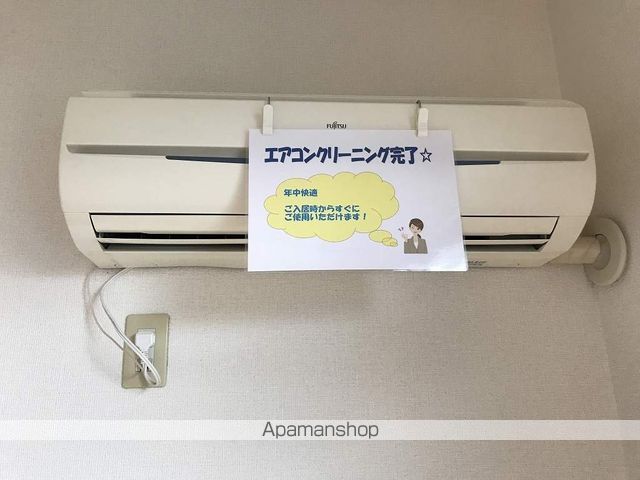 FUJITSU
エアコンクリーニング完了☆
年中快適
ご入居時からすぐに
ご使用いただけます！
Apamanshop